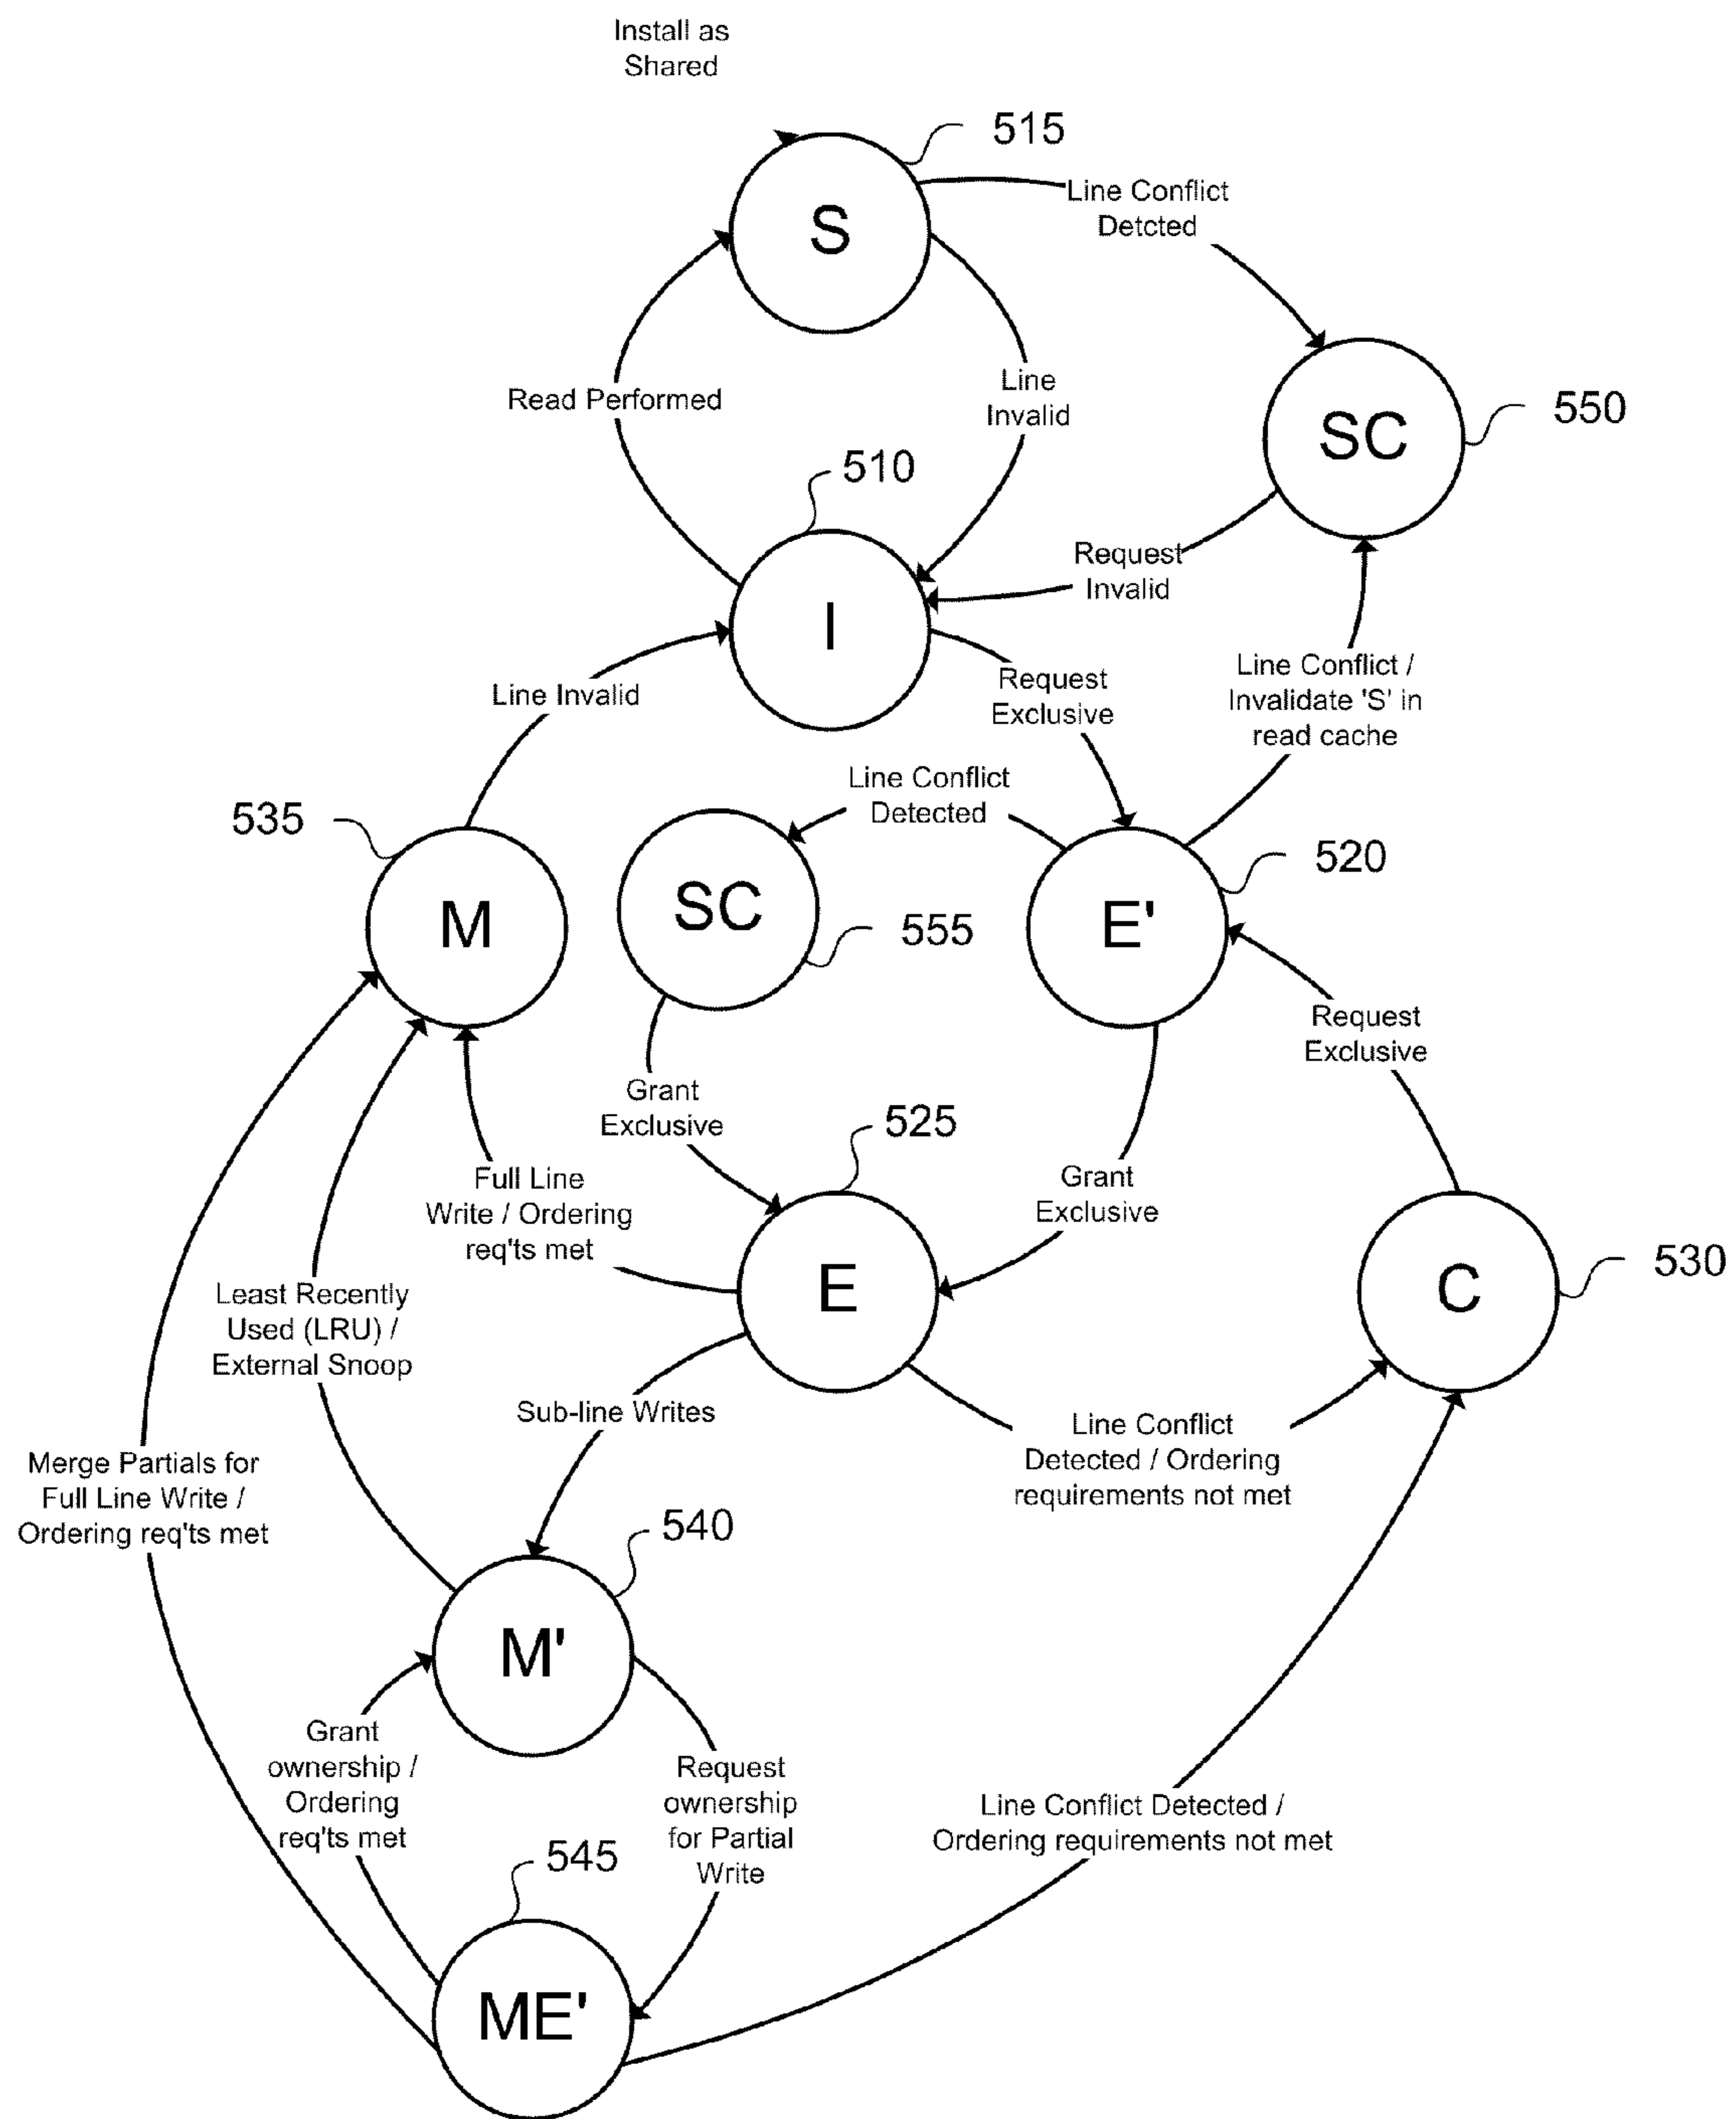 Install as
Shared
515
Line Conflict
Detcted
S
Line
Invalid
Read Performed
550
SC
510
Request
Invalid
I
Line Conflict /
Invalidate 'S' in
read cache
Request
Exclusive
Line Invalid
Line Conflict
Detected
535
520
M
SC
555
E'
Request
Exclusive
Grant
Exclusive
525
Full Line
Write / Ordering
req'ts met
Grant
Exclusive
E
C
530
Least Recently
Used (LRU) /
External Snoop
Sub-line Writes
Line Conflict
Detected / Ordering
requirements not met
Merge Partials for
Full Line Write /
Ordering req'ts met
540
M'
Grant
ownership /
Ordering
req'ts met
Request
ownership
for Partial
Write
Line Conflict Detected /
Ordering requirements not met
545
ME'